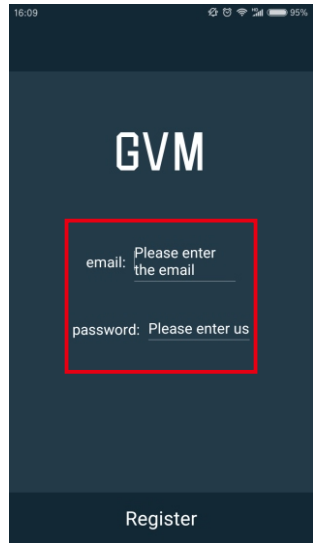 16:09
95%
GVM
email: Please enter
the email
password: Please enter us
Register